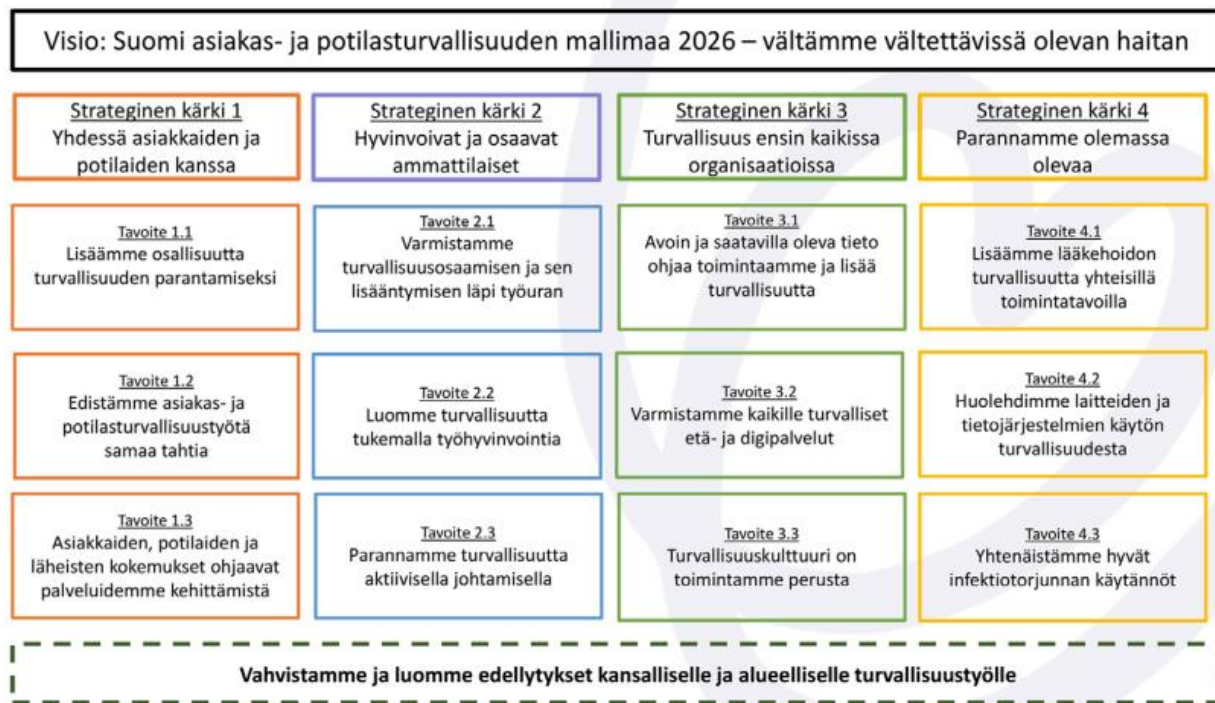 Visio: Suomi asiakas- ja potilasturvallisuuden mallimaa 2026 – vältämme vältettävissä olevan haitan
Strateginen kärki 1
Yhdessä asiakkaiden ja
potilaiden kanssa
Strateginen kärki 2
Hyvinvoivat ja osaavat
ammattilaiset
Strateginen kärki 3
Turvallisuus ensin kaikissa
organisaatioissa
Strateginen kärki 4
Parannamme olemassa
olevaa
Tavoite 1.1
Lisäämme osallisuutta
turvallisuuden parantamiseksi
Tavoite 2.1
Varmistamme
turvallisuusosaamisen ja sen
lisääntymisen läpi työuran
Tavoite 3.1
Avoin ja saatavilla oleva tieto
ohjaa toimintaamme ja lisää
turvallisuutta
Tavoite 4.1
Lisäämme lääkehoidon
turvallisuutta yhteisillä
toimintatavoilla
Tavoite 1.2
Edistämme asiakas- ja
potilasturvallisuustyötä
samaa tahtia
Tavoite 2.2
Luomme turvallisuutta
tukemalla työhyvinvointia
Tavoite 3.2
Varmistamme kaikille turvalliset
etä- ja digipalvelut
Tavoite 4.2
Huolehdimme laitteiden ja
tietojärjestelmien käytön
turvallisuudesta
Tavoite 1.3
Asiakkaiden, potilaiden ja
läheisten kokemukset ohjaavat
palveluidemme kehittämistä
Tavoite 2.3
Parannamme turvallisuutta
aktiivisella johtamisella
Tavoite 3.3
Turvallisuuskulttuuri on
toimintamme perusta
Tavoite 4.3
Yhtenäistämme hyvät
infektiotorjunnan käytännöt
Vahvistamme ja luomme edellytykset kansalliselle ja alueelliselle turvallisuustyölle